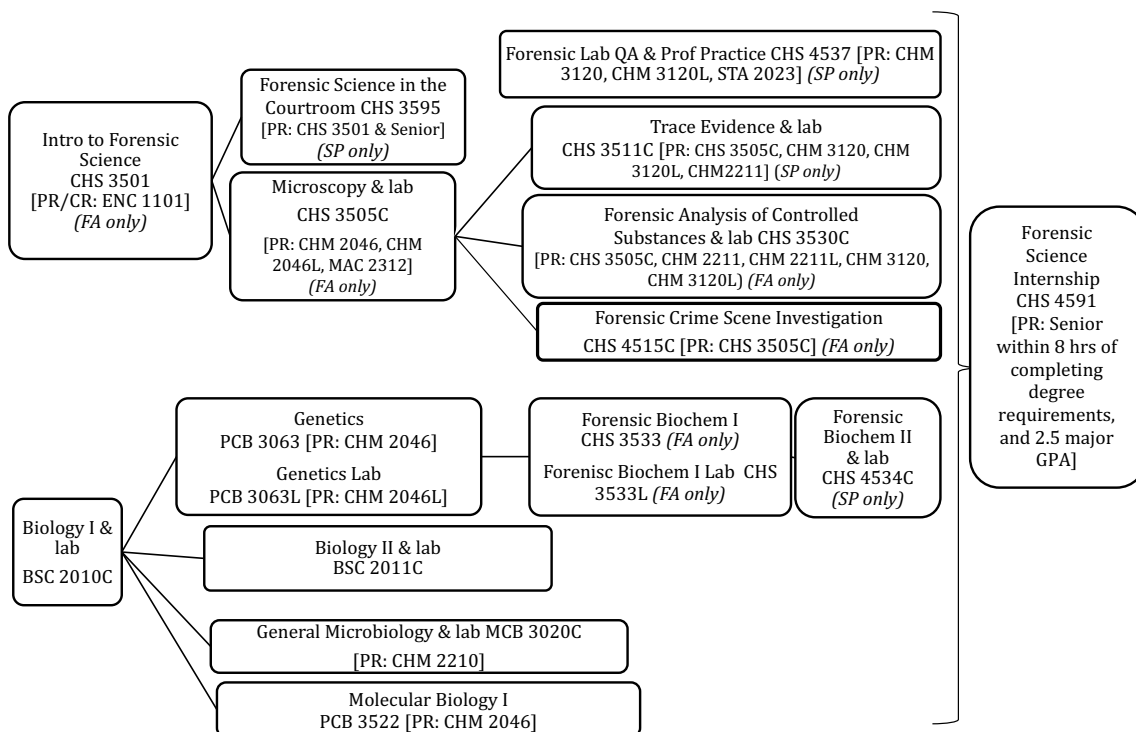 Forensic Lab QA & Prof Practice CHS 4537 [PR: CHM
3120, CHM 3120L, STA 2023] (SP only)
Forensic Science in the
Courtroom CHS 3595
[PR: CHS 3501 & Senior]
(SP only)
Intro to Forensic
Science
CHS 3501
[PR/CR: ENC 1101]
(FA only)
Trace Evidence & lab
CHS 3511C [PR: CHS 3505C, CHM 3120, CHM
3120L, CHM2211] (SP only)
Microscopy & lab
CHS 3505C
[PR: CHM 2046, CHM
2046L, MAC 2312]
(FA only)
Forensic Analysis of Controlled
Substances & lab CHS 3530C
[PR: CHS 3505C, CHM 2211, CHM 2211L, CHM 3120,
CHM 3120L) (FA only)
Forensic Crime Scene Investigation
CHS 4515C [PR: CHS 3505C] (FA only)
Forensic
Science
Internship
CHS 4591
[PR: Senior
within 8 hrs of
completing
degree
requirements,
and 2.5 major
GPA]
Genetics
PCB 3063 [PR: CHM 2046]
Genetics Lab
PCB 3063L [PR: CHM 2046L]
Forensic Biochem I
CHS 3533 (FA only)
Forenisc Biochem I Lab CHS
3533L (FA only)
Forensic
Biochem II
& lab
CHS 4534C
(SP only)
Biology I &
lab
BSC 2010C
Biology II & lab
BSC 2011C
General Microbiology & lab MCB 3020C
[PR: CHM 2210]
Molecular Biology I
PCB 3522 [PR: CHM 2046]